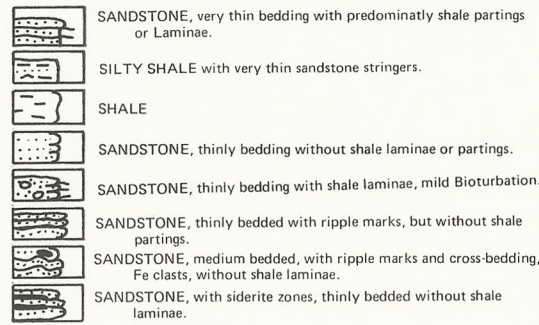 SANDSTONE, very thin bedding with predominatly shale partings
or Laminae.
SILTY SHALE with very thin sandstone stringers.
SHALE
SANDSTONE, thinly bedding without shale laminae or partings.
SANDSTONE, thinly bedding with shale laminae, mild Bioturbation.
SANDSTONE, thinly bedded with ripple marks, but without shale
partings.
SANDSTONE, medium bedded, with ripple marks and cross-bedding,
Fe clasts, without shale laminae.
SANDSTONE, with siderite zones, thinly bedded without shale
laminae.